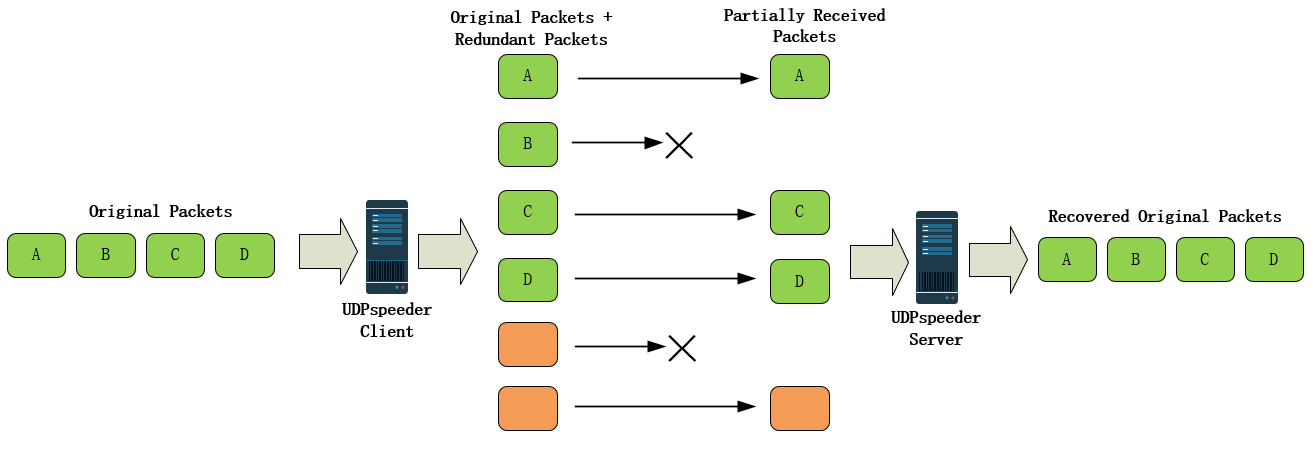 Original Packets
A B C D
UDPspeeder
Client
Original Packets +
Redundant Packets
A
B
C
D
Partially Received
Packets
A
C
D
UDPspeeder
Server
Recovered Original Packets
A B C D